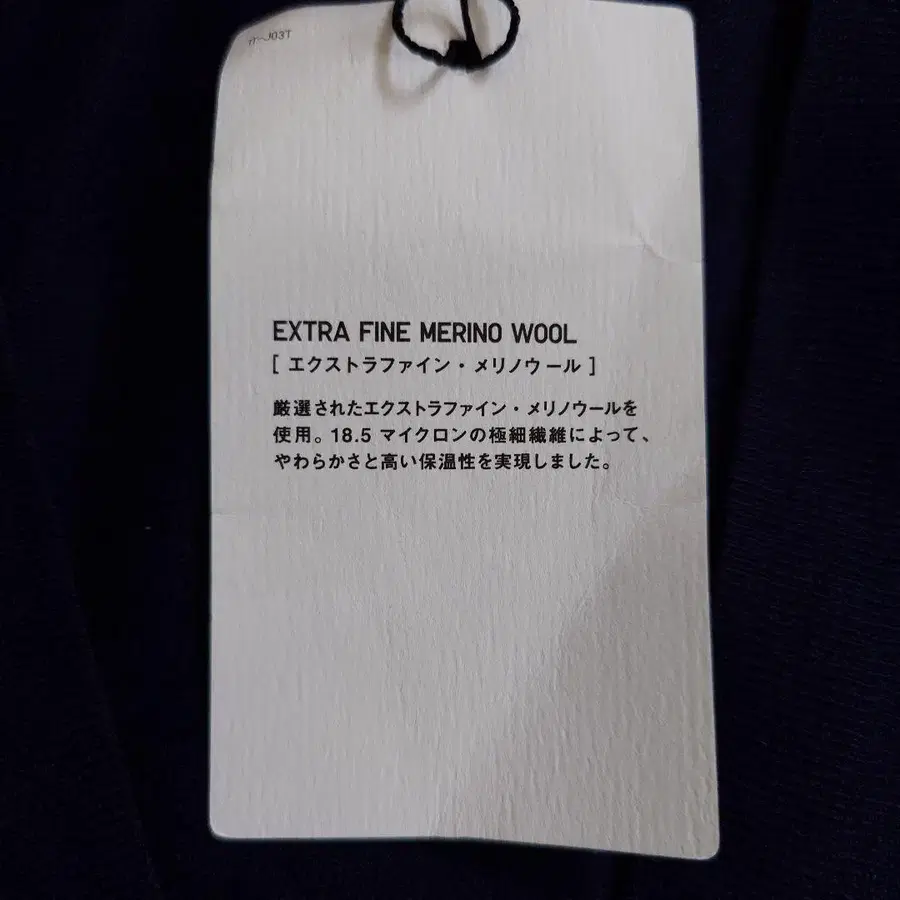 EXTRA FINE MERINO WOOL
[ エクストラファイン・メリノウール ]
厳選されたエクストラファイン・メリノウールを
使用。18.5 マイクロンの極細繊維によって、
やわらかさと高い保温性を実現しました。